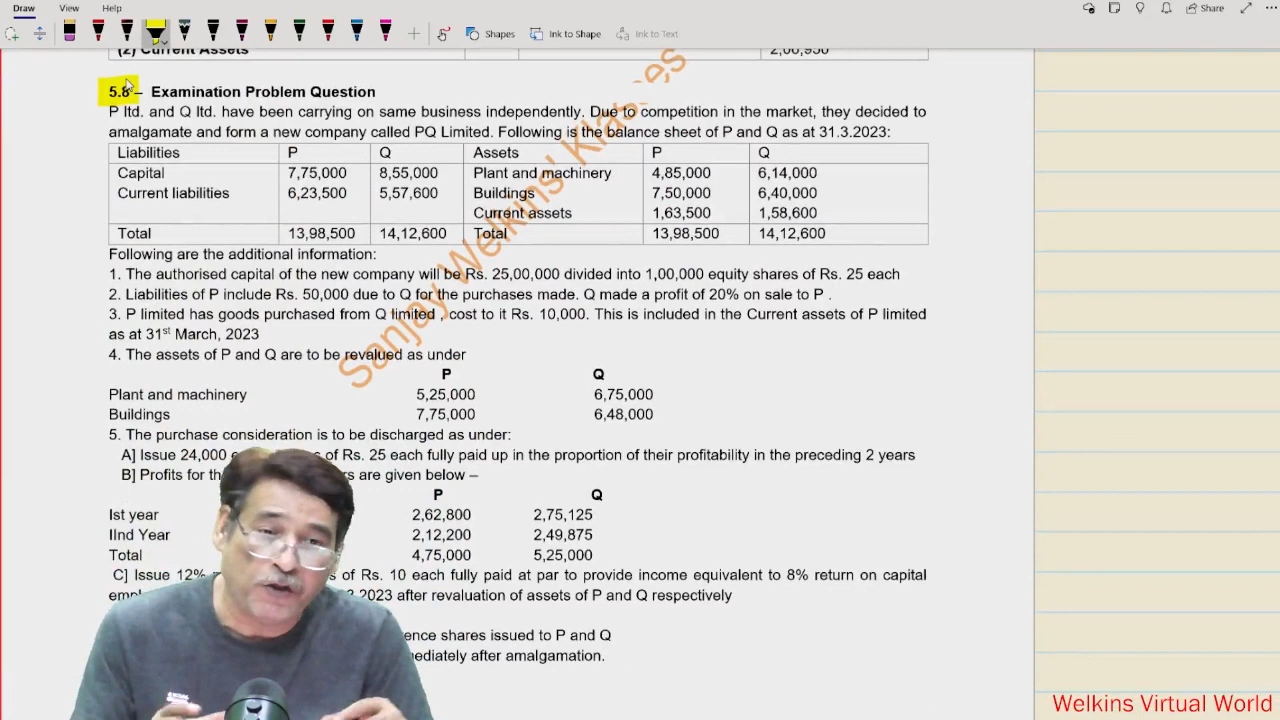 Draw View Help
Share
Shapes Ink to Shape Ink to Text
(2) Current Assets 2,06,950
5.8 – Examination Problem Question
P ltd. and Q ltd. have been carrying on same business independently. Due to competition in the market, they decided to
amalgamate and form a new company called PQ Limited. Following is the balance sheet of P and Q as at 31.3.2023:
Liabilities P Q Assets P Q
Capital 7,75,000 8,55,000 Plant and machinery 4,85,000 6,14,000
Current liabilities 6,23,500 5,57,600 Buildings 7,50,000 6,40,000
Current assets 1,63,500 1,58,600
Total 13,98,500 14,12,600 Total 13,98,500 14,12,600
Following are the additional information:
1. The authorised capital of the new company will be Rs. 25,00,000 divided into 1,00,000 equity shares of Rs. 25 each
2. Liabilities of P include Rs. 50,000 due to Q for the purchases made. Q made a profit of 20% on sale to P .
3. P limited has goods purchased from Q limited , cost to it Rs. 10,000. This is included in the Current assets of P limited
as at 31st March, 2023
4. The assets of P and Q are to be revalued as under
P Q
Plant and machinery 5,25,000 6,75,000
Buildings 7,75,000 6,48,000
5. The purchase consideration is to be discharged as under:
A] Issue 24,000 of Rs. 25 each fully paid up in the proportion of their profitability in the preceding 2 years
B] Profits for are given below –
P Q
Ist year 2,62,800 2,75,125
IInd Year 2,12,200 2,49,875
Total 4,75,000 5,25,000
C] Issue 12% of Rs. 10 each fully paid at par to provide income equivalent to 8% return on capital
2023 after revaluation of assets of P and Q respectively
shares issued to P and Q
after amalgamation.
Sanjay Welkins' Klasses
Welkins Virtual World